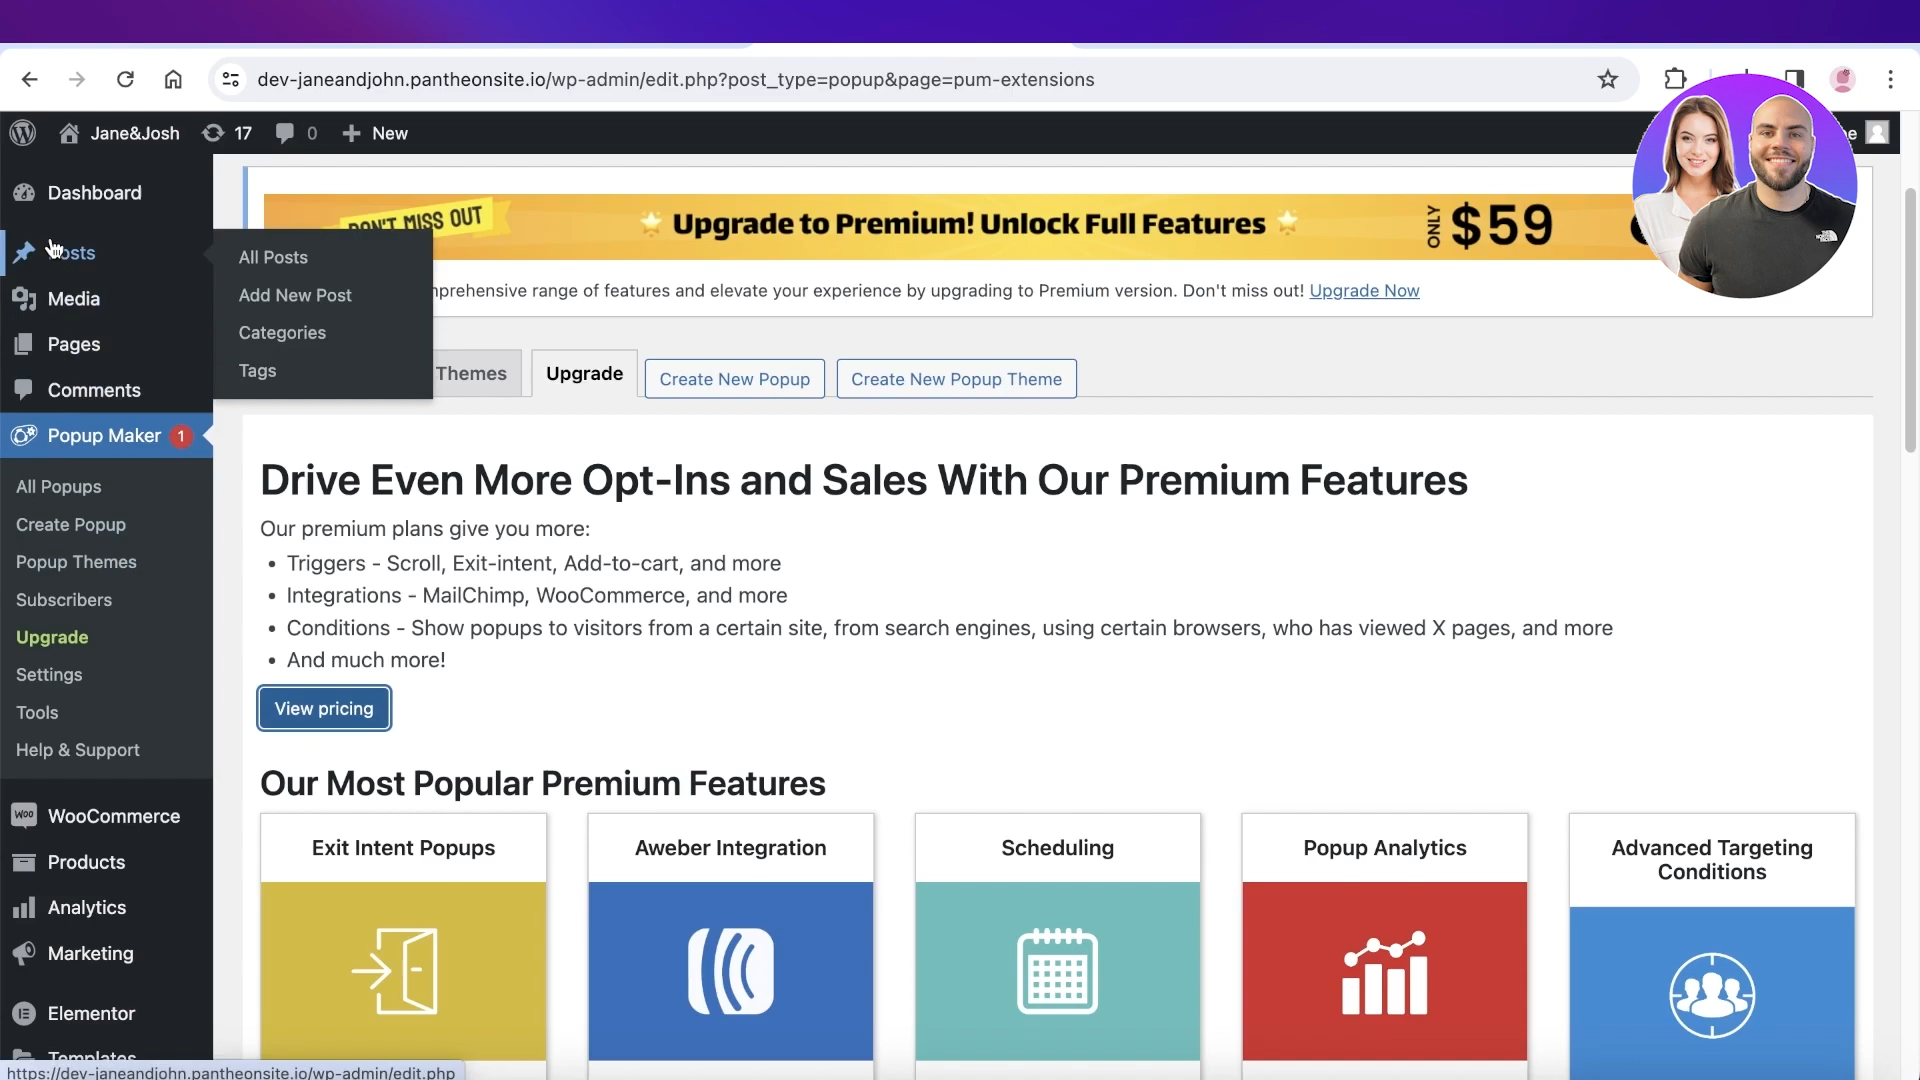 dev-janeandjohn.pantheonsite.io/wp-admin/edit.php?post_type=popup&page=pum-extensions
Jane&Josh 17 0 New e
Dashboard
Posts
Media
Pages
Comments
Popup Maker 1
All Popups
Create Popup
Popup Themes
Subscribers
Upgrade
Settings
Tools
Help & Support
WooCommerce
Products
Analytics
Marketing
Elementor
Templates
All Posts
Add New Post
Categories
Tags
DON'T MISS OUT
Upgrade to Premium! Unlock Full Features
ONLY $59
mprehensive range of features and elevate your experience by upgrading to Premium version. Don't miss out! Upgrade Now
Themes
Upgrade
Create New Popup
Create New Popup Theme
Drive Even More Opt-Ins and Sales With Our Premium Features
Our premium plans give you more:
• Triggers - Scroll, Exit-intent, Add-to-cart, and more
• Integrations - MailChimp, WooCommerce, and more
• Conditions - Show popups to visitors from a certain site, from search engines, using certain browsers, who has viewed X pages, and more
• And much more!
View pricing
Our Most Popular Premium Features
Exit Intent Popups
Aweber Integration
Scheduling
Popup Analytics
Advanced Targeting
Conditions
https://dev-janeandjohn.pantheonsite.io/wp-admin/edit.php